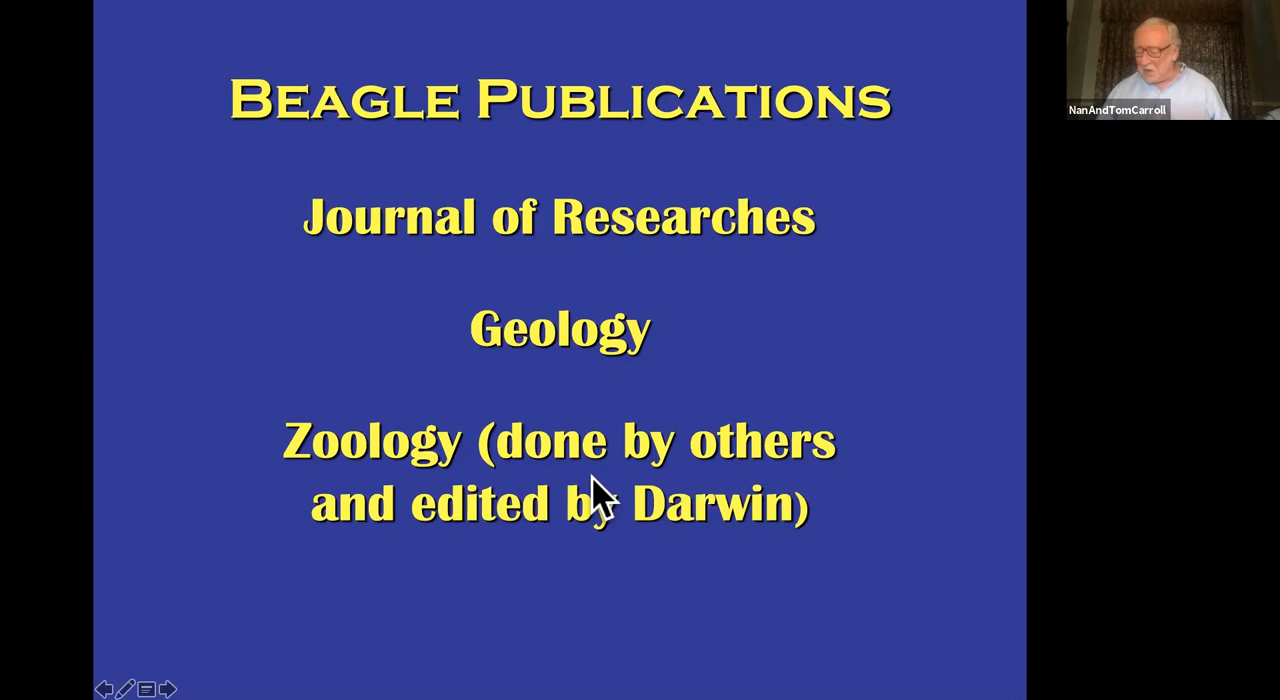 Beagle Publications
Journal of Researches
Geology
Zoology (done by others
and edited by Darwin)
NanAndTomCarroll